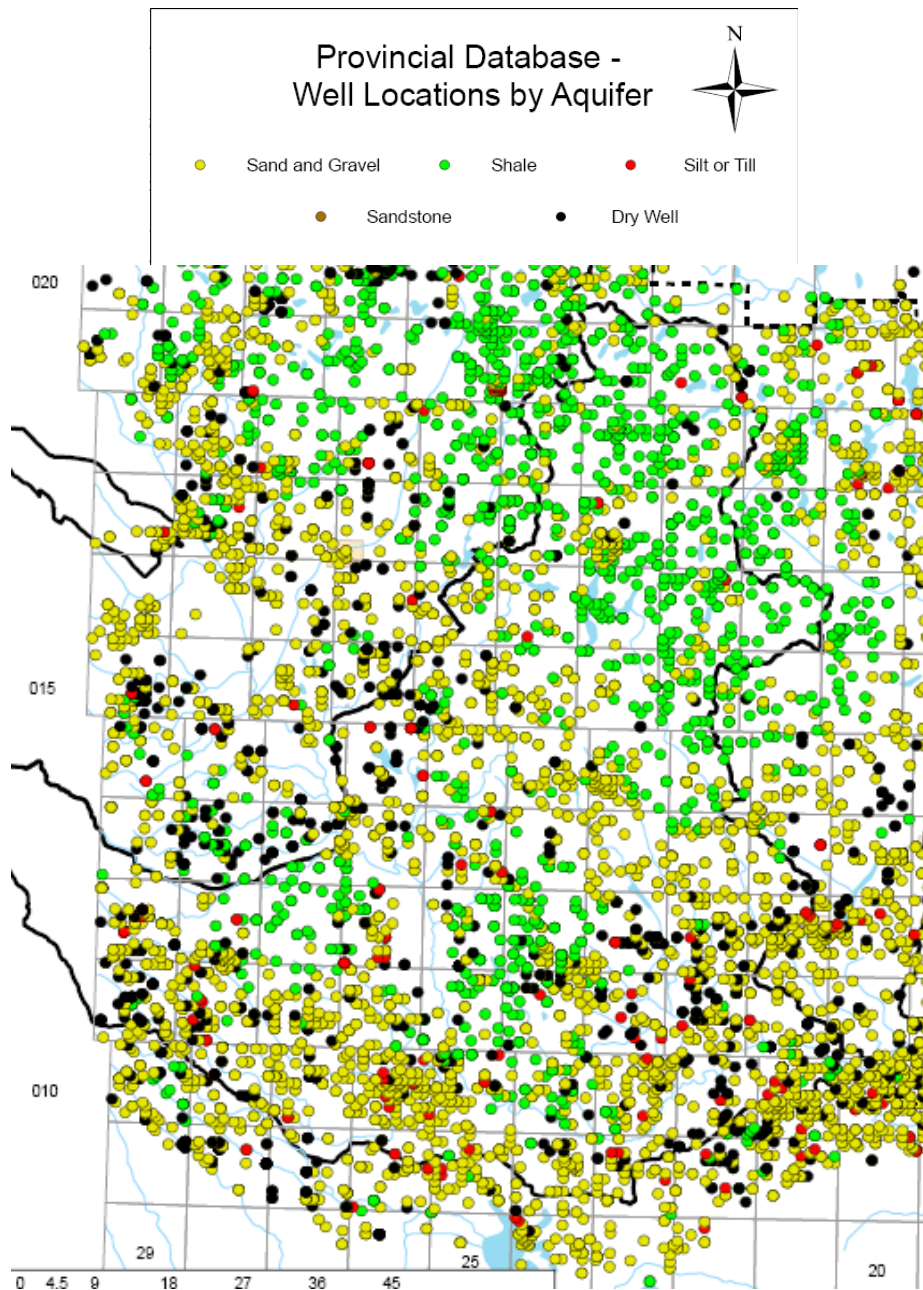 N
Provincial Database -
Well Locations by Aquifer
Sand and Gravel Shale Silt or Till
Sandstone Dry Well
020
015
010
29 25 20
0 4.5 9 18 27 36 45